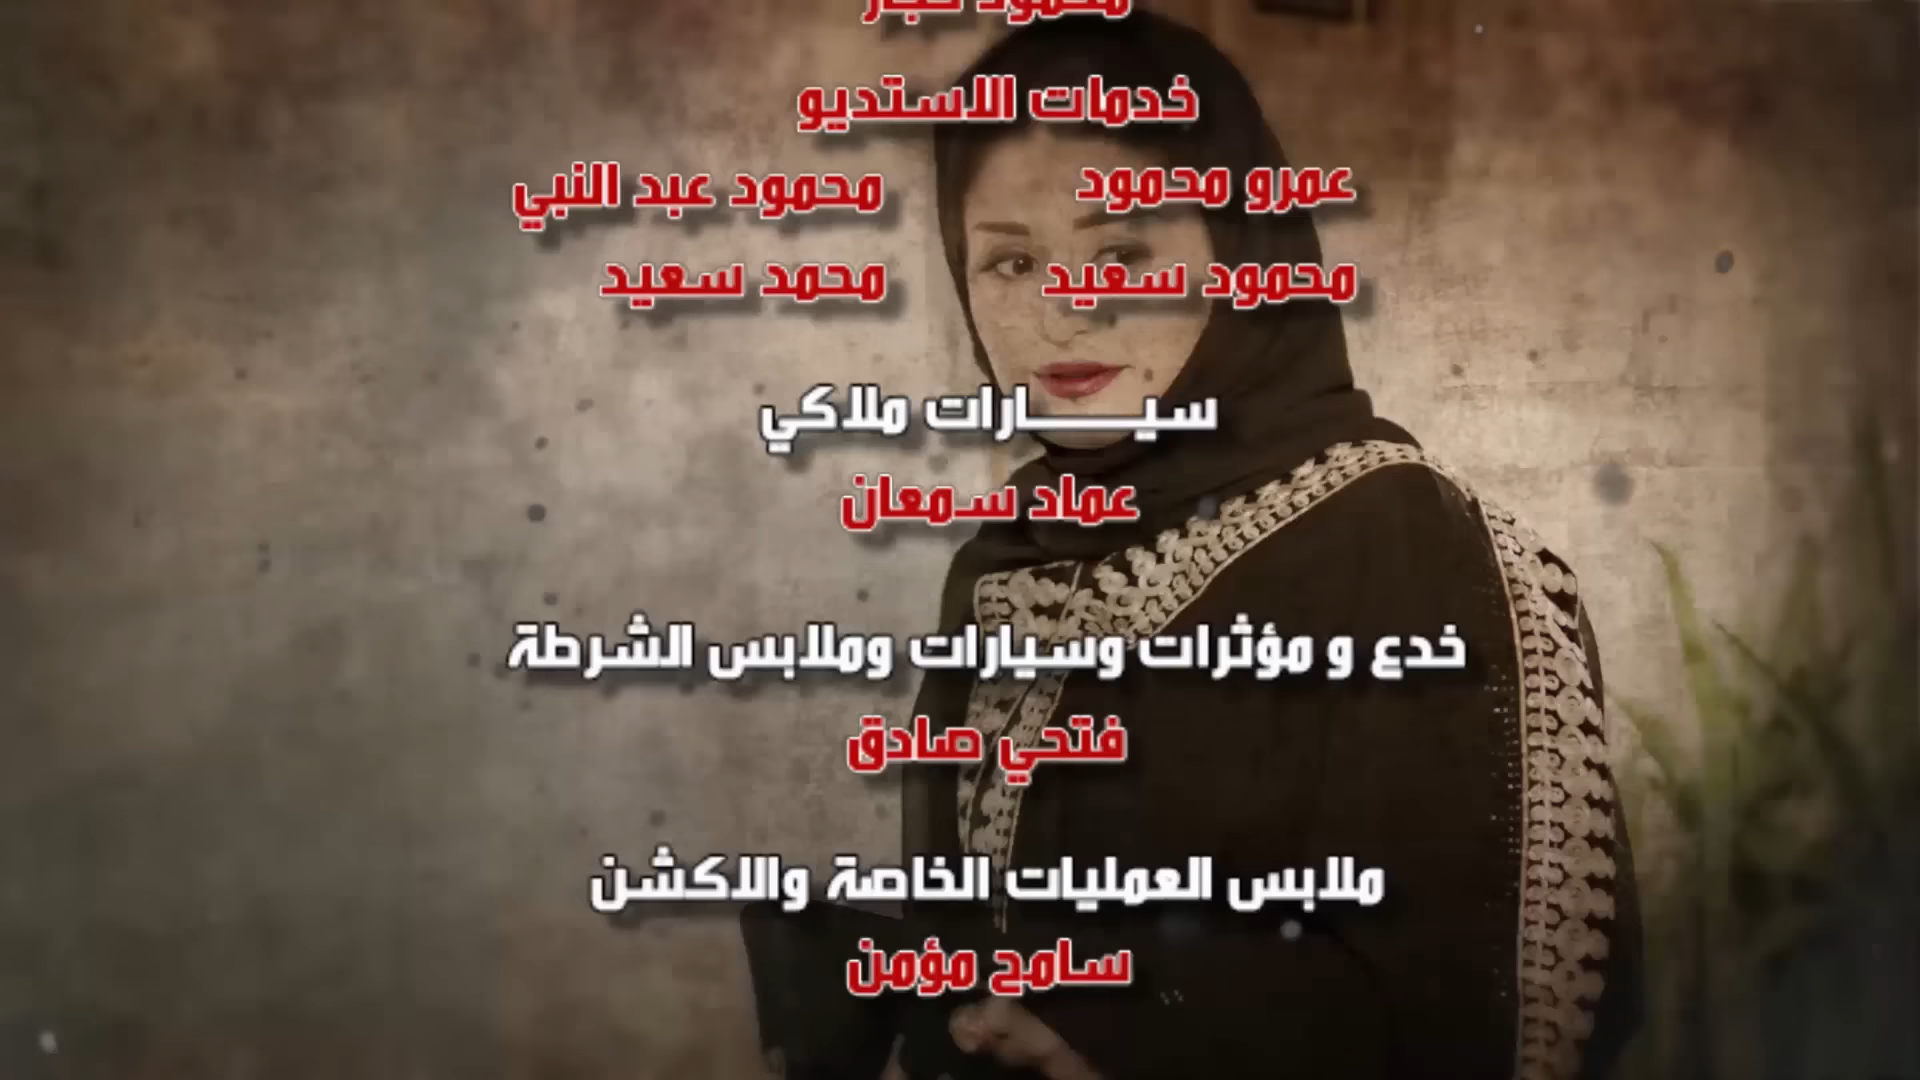 خدمات الاستديو
عمرو محمود محمود عبد النبي
محمود سعيد محمد سعيد
سيـــارات ملاكي
عماد سمعان
خدع و مؤثرات وسيارات وملابس الشرطة
فتحي صادق
ملابس العمليات الخاصة والاكشن
سامح مؤمن